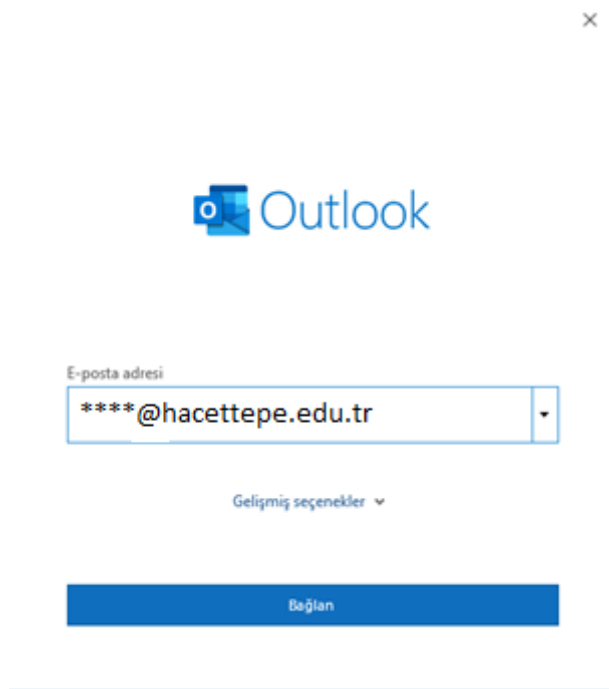 Outlook
E-posta adresi
****@hacettepe.edu.tr
Gelişmiş seçenekler
Bağlan